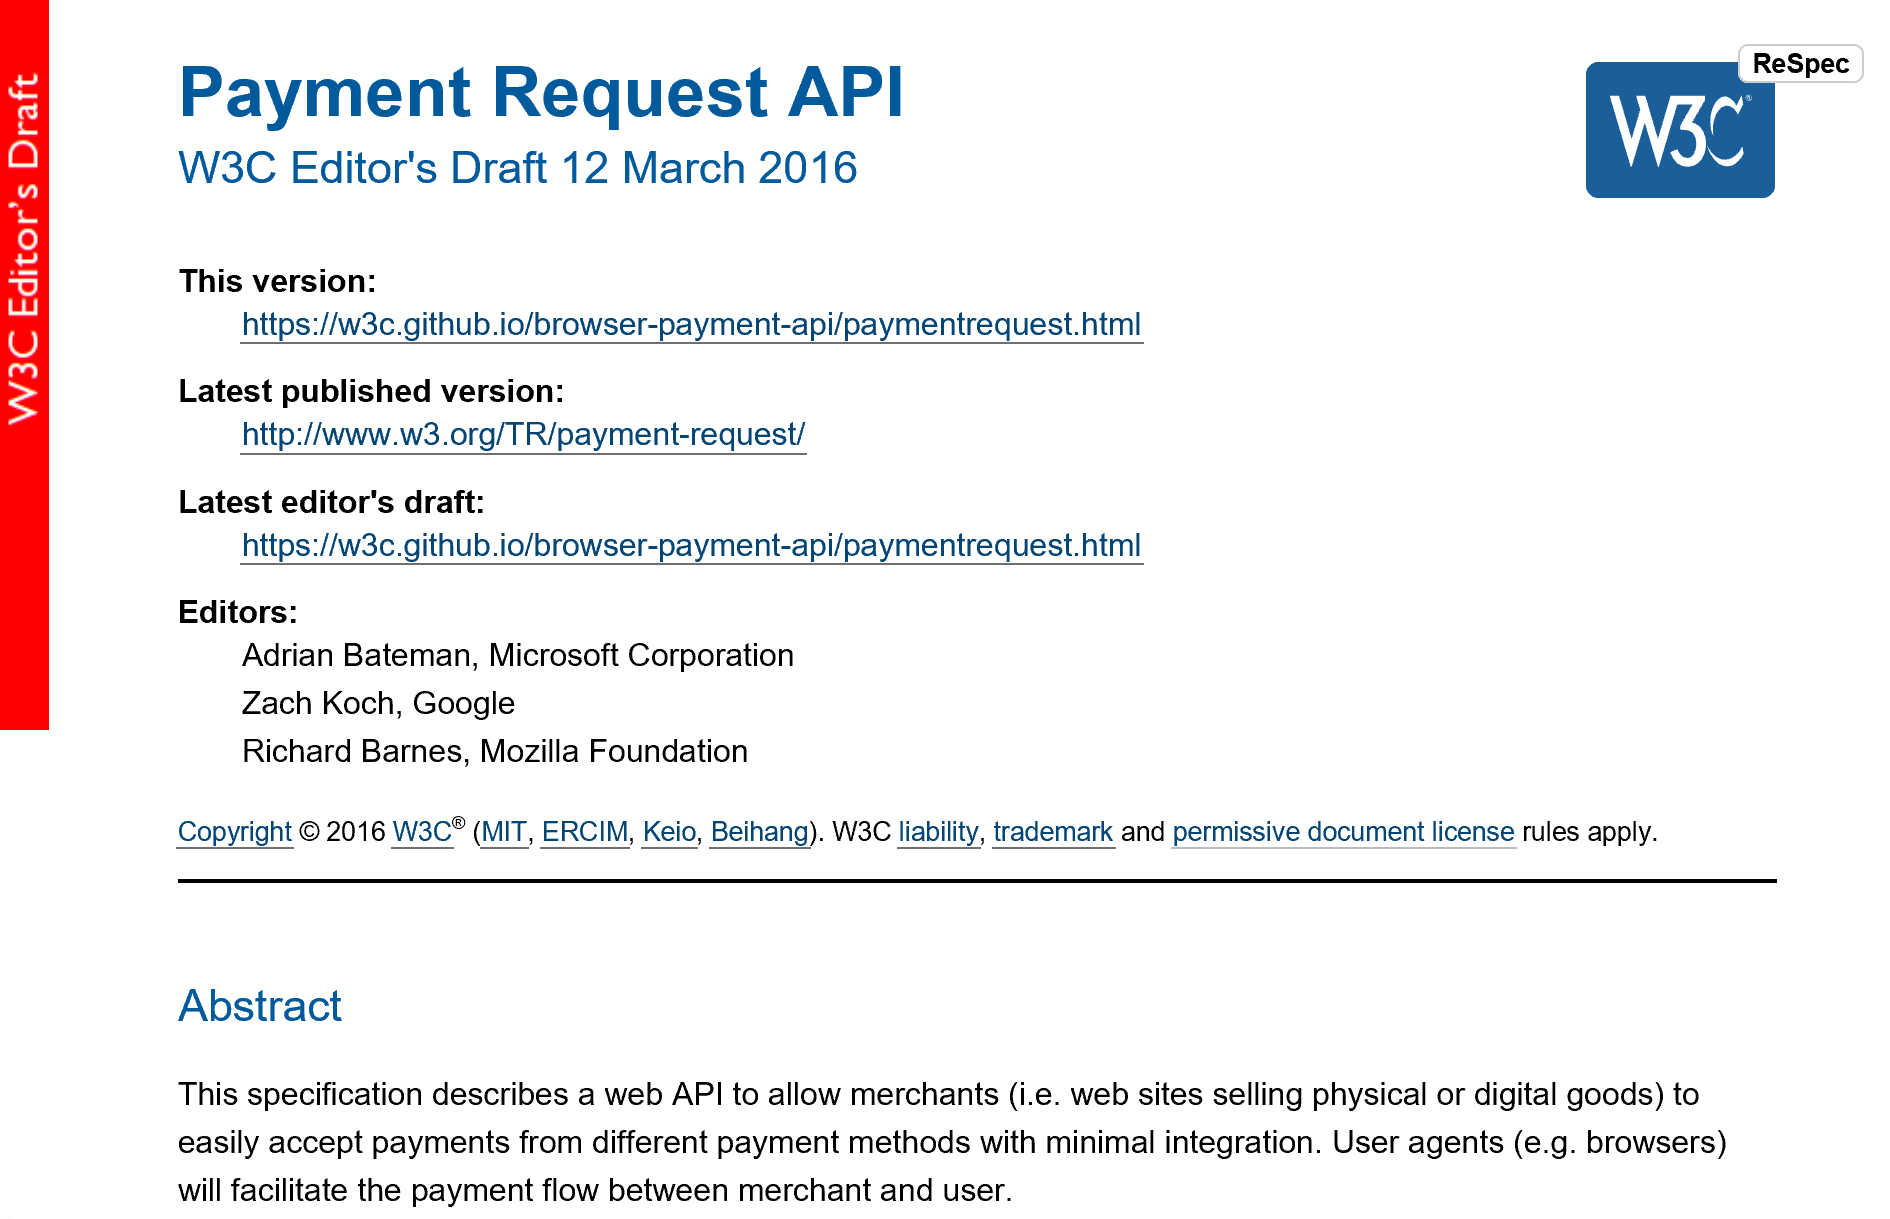 W3C Editor's Draft
Payment Request API
ReSpec
W3C®
W3C Editor's Draft 12 March 2016
This version:
https://w3c.github.io/browser-payment-api/paymentrequest.html
Latest published version:
http://www.w3.org/TR/payment-request/
Latest editor's draft:
https://w3c.github.io/browser-payment-api/paymentrequest.html
Editors:
Adrian Bateman, Microsoft Corporation
Zach Koch, Google
Richard Barnes, Mozilla Foundation
Copyright © 2016 W3C® (MIT, ERCIM, Keio, Beihang). W3C liability, trademark and permissive document license rules apply.
Abstract
This specification describes a web API to allow merchants (i.e. web sites selling physical or digital goods) to
easily accept payments from different payment methods with minimal integration. User agents (e.g. browsers)
will facilitate the payment flow between merchant and user.